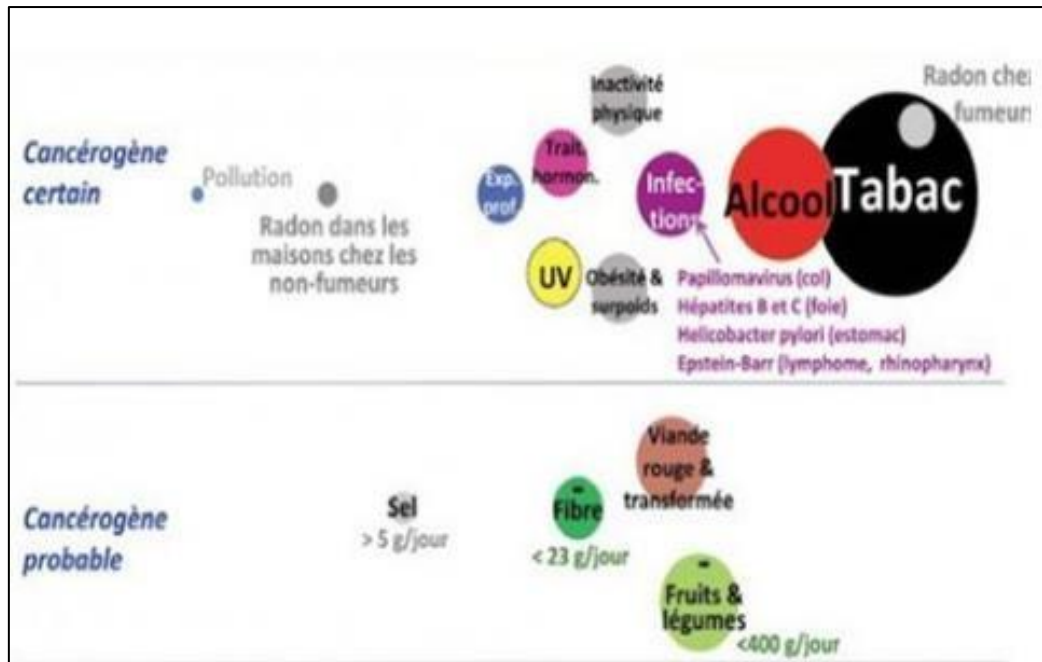 Cancérogène
certain
Pollution
Radon dans les
maisons chez les
non-fumeurs
Exp.
prof
Trait.
hormon.
Inactivité
physique
UV
Obésité &
surpoids
Infec-
tions
Alcool
Tabac
Radon che
fumeur
Papillomavirus (col)
Hépatites B et C (foie)
Helicobacter pylori (estomac)
Epstein-Barr (lymphome, rhinopharynx)
Cancérogène
probable
Sel
> 5 g/jour
-
Fibre
< 23 g/jour
Viande
rouge &
transformée
-
Fruits &
légumes
<400 g/jour